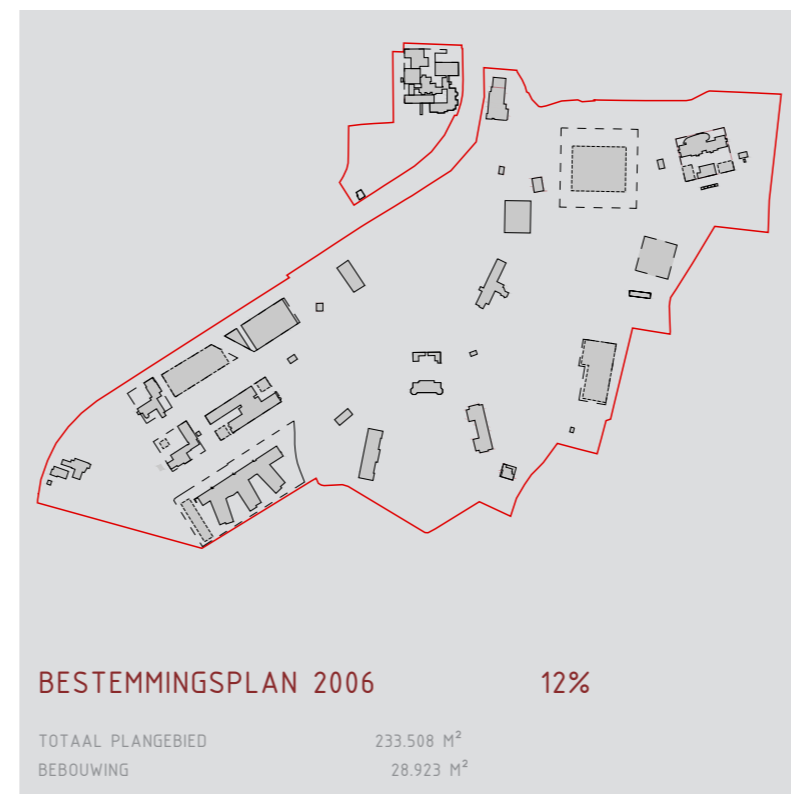 BESTEMMINGSPLAN 2006 12%
TOTAAL PLANGEBIED 233.508 M²
BEBOUWING 28.923 M²